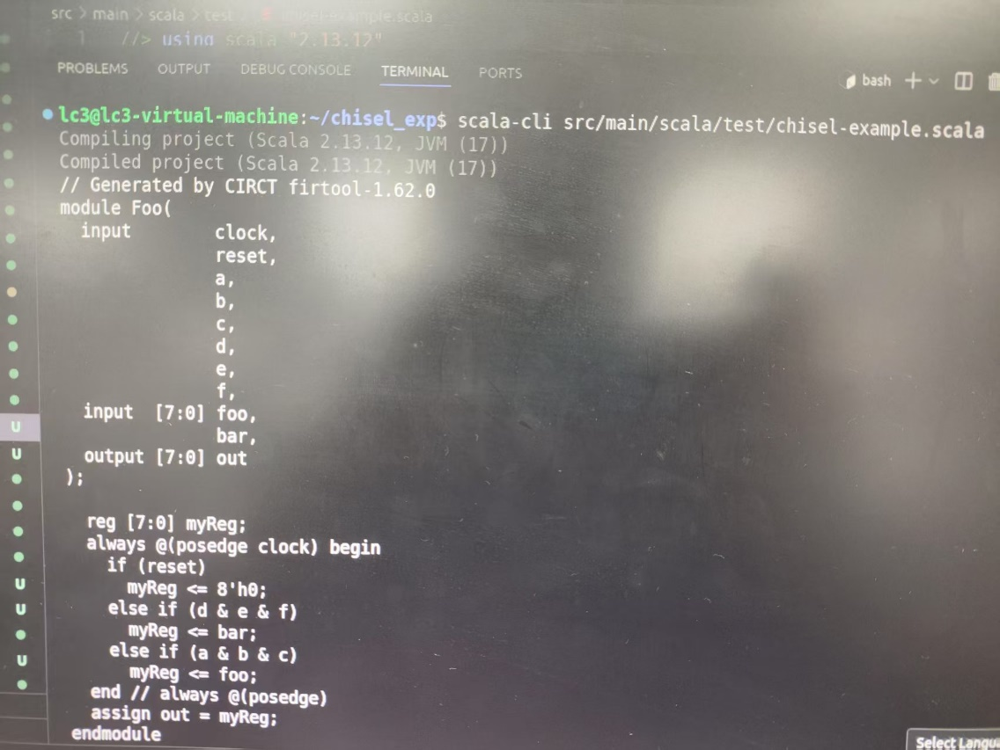 src > main > scala > test > chisel-example.scala
1 //> using scala "2.13.12"
PROBLEMS OUTPUT DEBUG CONSOLE TERMINAL PORTS bash
lc3@lc3-virtual-machine:~/chisel_exp$ scala-cli src/main/scala/test/chisel-example.scala
Compiling project (Scala 2.13.12, JVM (17))
Compiled project (Scala 2.13.12, JVM (17))
// Generated by CIRCT firtool-1.62.0
module Foo(
  input         clock,
                reset,
                a,
                b,
                c,
                d,
                e,
                f,
  input  [7:0] foo,
                bar,
  output [7:0] out
);
  reg [7:0] myReg;
  always @(posedge clock) begin
    if (reset)
      myReg <= 8'h0;
    else if (d & e & f)
      myReg <= bar;
    else if (a & b & c)
      myReg <= foo;
  end // always @(posedge)
  assign out = myReg;
endmodule
U
U
U
U
U
Select